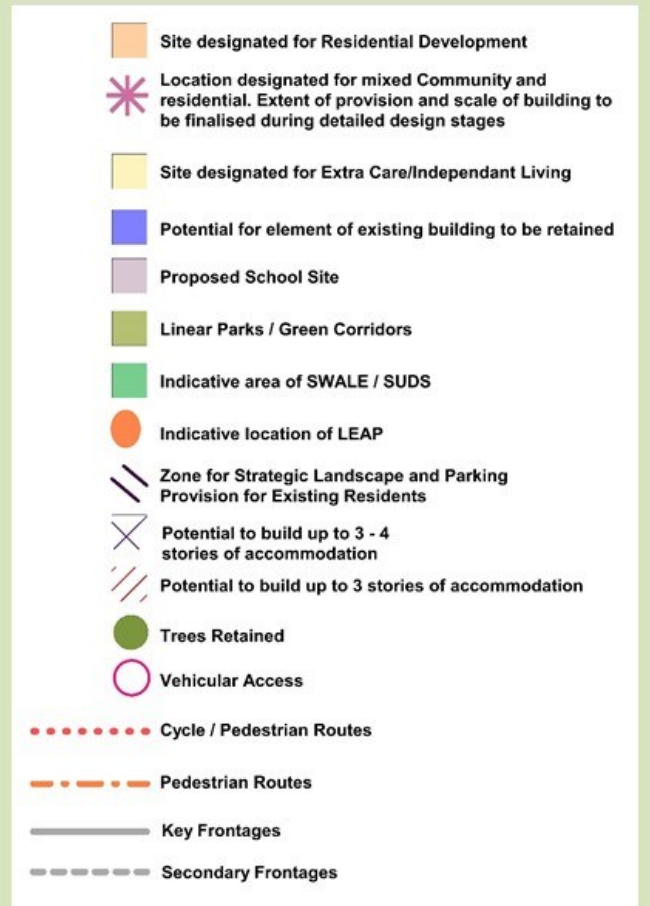 Site designated for Residential Development
Location designated for mixed Community and
residential. Extent of provision and scale of building to
be finalised during detailed design stages
Site designated for Extra Care/Independant Living
Potential for element of existing building to be retained
Proposed School Site
Linear Parks / Green Corridors
Indicative area of SWALE / SUDS
Indicative location of LEAP
Zone for Strategic Landscape and Parking
Provision for Existing Residents
Potential to build up to 3 - 4
stories of accommodation
Potential to build up to 3 stories of accommodation
Trees Retained
Vehicular Access
Cycle / Pedestrian Routes
Pedestrian Routes
Key Frontages
Secondary Frontages